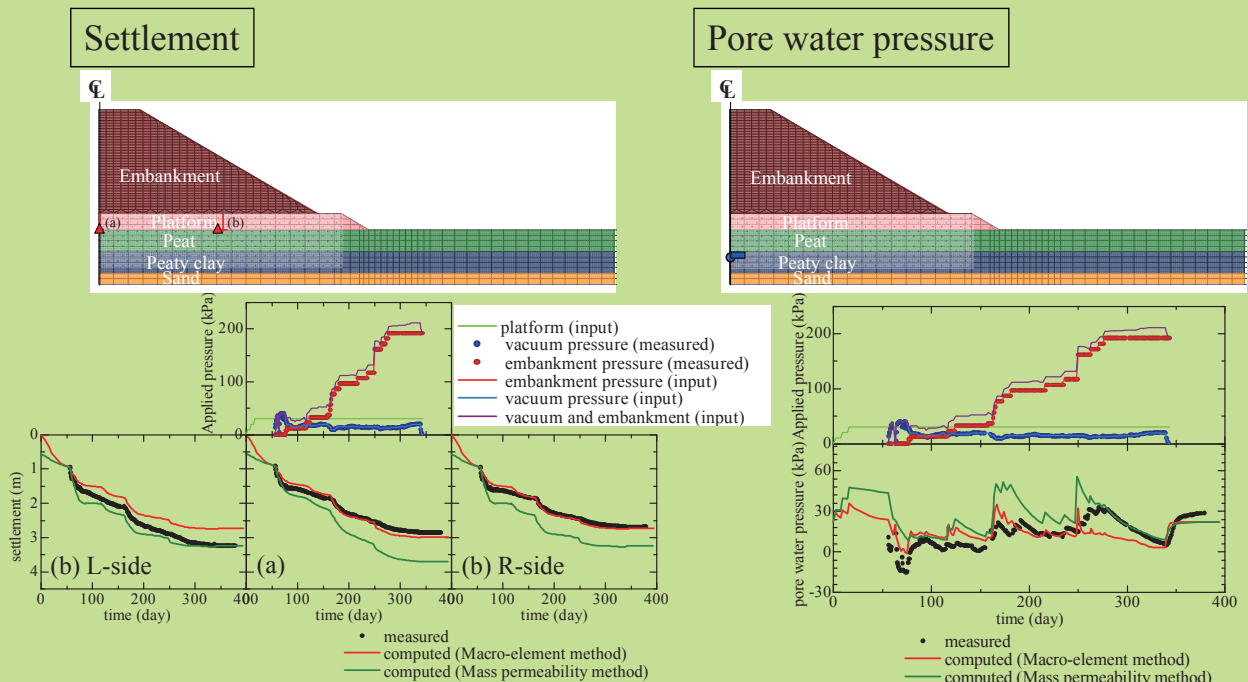 Settlement
Pore water pressure
℄
℄
Embankment
Platform
(a)
(b)
Peat
Peaty clay
Sand
Embankment
Platform
Peat
Peaty clay
Sand
Applied pressure (kPa)
200
100
0
platform (input)
vacuum pressure (measured)
embankment pressure (measured)
embankment pressure (input)
vacuum pressure (input)
vacuum and embankment (input)
settlement (m)
0
1
2
3
4
(b) L-side
(a)
(b) R-side
0 100 200 300 400
0 100 200 300 400
0 100 200 300 400
time (day)
time (day)
time (day)
measured
computed (Macro-element method)
computed (Mass permeability method)
Applied pressure (kPa)
200
100
0
pore water pressure (kPa)
60
30
0
-30
0 100 200 300 400
time (day)
measured
computed (Macro-element method)
computed (Mass permeability method)